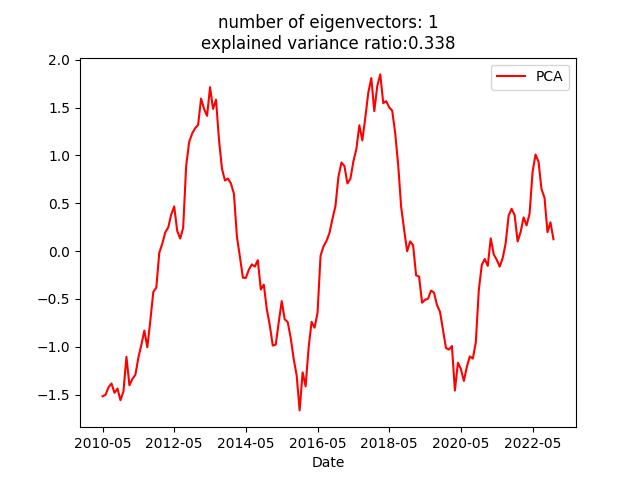 number of eigenvectors: 1
explained variance ratio:0.338
PCA
2.0
1.5
1.0
0.5
0.0
−0.5
−1.0
−1.5
2010-05 2012-05 2014-05 2016-05 2018-05 2020-05 2022-05
Date